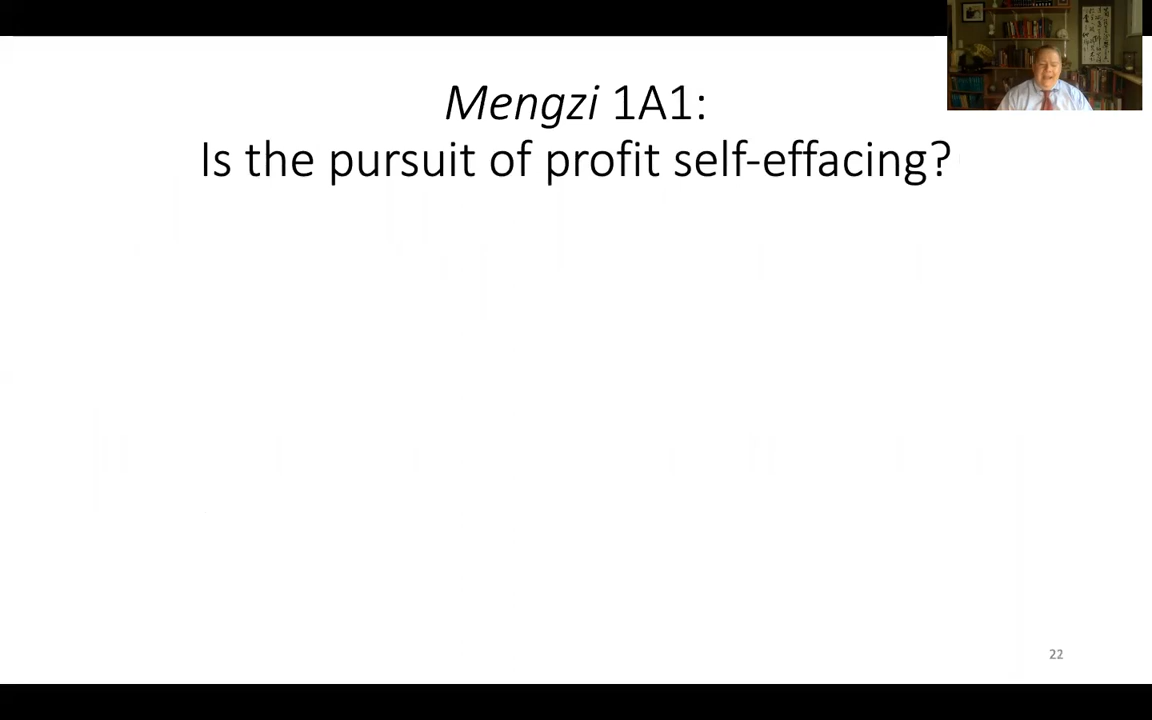 Mengzi 1A1:
Is the pursuit of profit self-effacing?
22